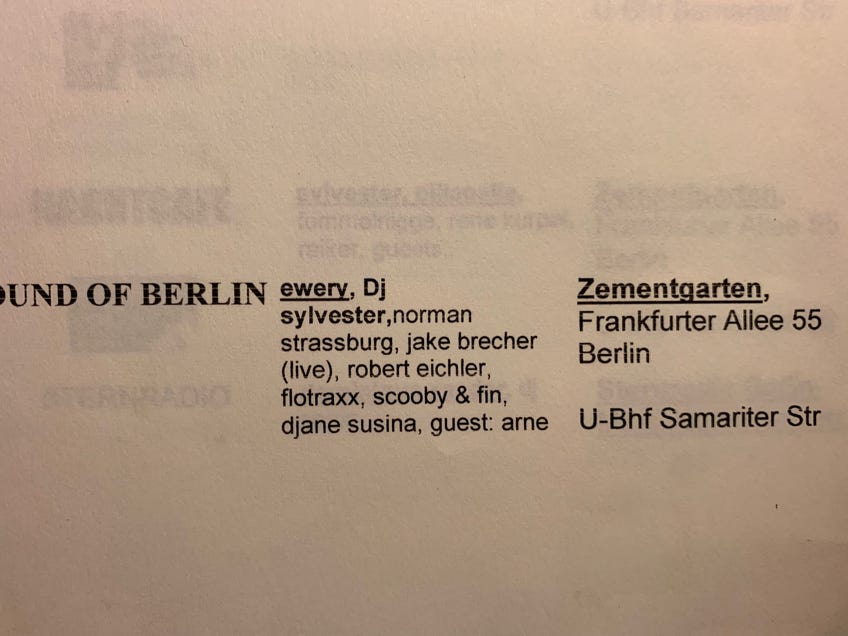 OUND OF BERLIN
ewery, Dj
sylvester,norman
strassburg, jake brecher
(live), robert eichler,
flotraxx, scooby & fin,
djane susina, guest: arne
Zementgarten,
Frankfurter Allee 55
Berlin
U-Bhf Samariter Str